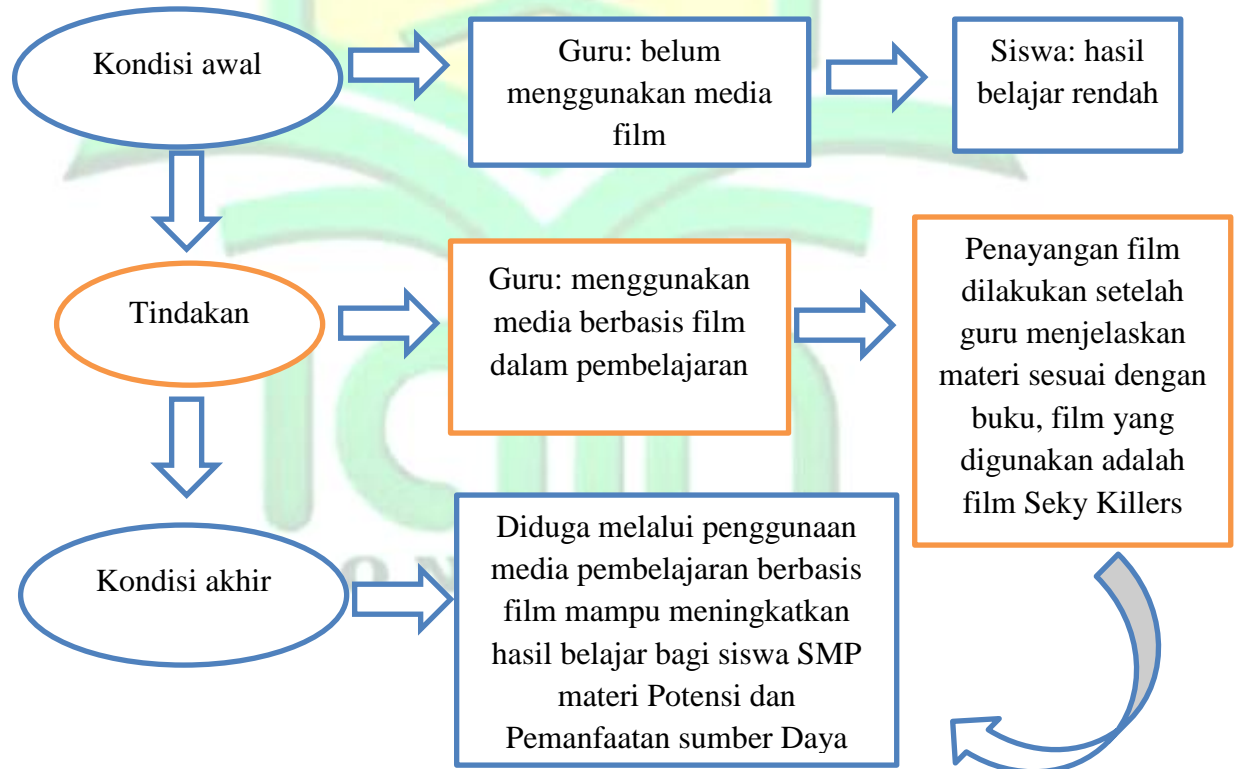 Kondisi awal
Guru: belum
menggunakan media
film
Siswa: hasil
belajar rendah
Tindakan
Guru: menggunakan
media berbasis film
dalam pembelajaran
Penayangan film
dilakukan setelah
guru menjelaskan
materi sesuai dengan
buku, film yang
digunakan adalah
film Seky Killers
Kondisi akhir
Diduga melalui penggunaan
media pembelajaran berbasis
film mampu meningkatkan
hasil belajar bagi siswa SMP
materi Potensi dan
Pemanfaatan sumber Daya